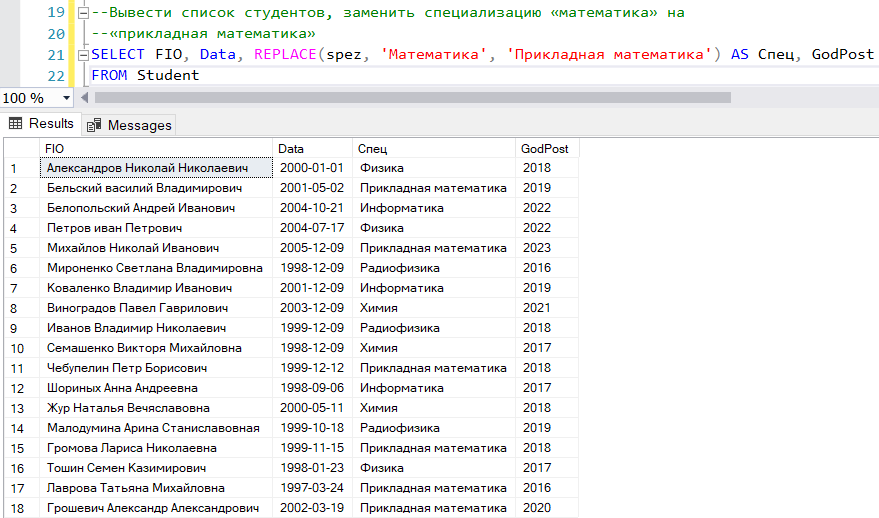 19 --Вывести список студентов, заменить специализацию «математика» на
20 --«прикладная математика»
21 SELECT FIO, Data, REPLACE(spez, 'Математика', 'Прикладная математика') AS Спец, GodPost
22 FROM Student
100 %
Results Messages
FIO Data Спец GodPost
1 Александров Николай Николаевич 2000-01-01 Физика 2018
2 Бельский василий Владимирович 2001-05-02 Прикладная математика 2019
3 Белопольский Андрей Иванович 2004-10-21 Информатика 2022
4 Петров иван Петрович 2004-07-17 Физика 2022
5 Михайлов Николай Иванович 2005-12-09 Прикладная математика 2023
6 Мироненко Светлана Владимировна 1998-12-09 Радиофизика 2016
7 Коваленко Владимир Иванович 2001-12-09 Информатика 2019
8 Виноградов Павел Гаврилович 2003-12-09 Химия 2021
9 Иванов Владимир Николаевич 1999-12-09 Радиофизика 2018
10 Семашенко Викторя Михайловна 1998-12-09 Химия 2017
11 Чебупелин Петр Борисович 1999-12-12 Прикладная математика 2018
12 Шориных Анна Андреевна 1998-09-06 Информатика 2017
13 Жур Наталья Вечяславовна 2000-05-11 Химия 2018
14 Малодумина Арина Станиславовная 1999-10-18 Радиофизика 2019
15 Громова Лариса Николаевна 1999-11-15 Прикладная математика 2018
16 Тошин Семен Казимирович 1998-01-23 Физика 2017
17 Лаврова Татьяна Михайловна 1997-03-24 Прикладная математика 2016
18 Грошевич Александр Александрович 2002-03-19 Прикладная математика 2020